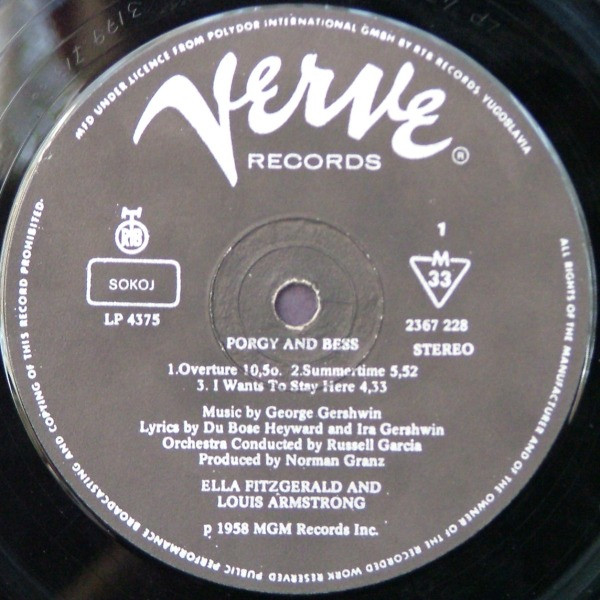 MFD UNDER LICENCE FROM POLYDOR INTERNATIONAL GMBH BY RTB RECORDS, YUGOSLAVIA
Verve
RECORDS ®
RTB
SOKOJ
LP 4375
1
M
33
2367 228
STEREO
PORGY AND BESS
1.Overture 10,5o. 2.Summertime 5,52
3. I Wants To Stay Here 4,33
Music by George Gershwin
Lyrics by Du Bose Heyward and Ira Gershwin
Orchestra Conducted by Russell Garcia
Produced by Norman Granz
ELLA FITZGERALD AND
LOUIS ARMSTRONG
p 1958 MGM Records Inc.
ALL RIGHTS OF THE MANUFACTURER AND OF THE OWNER OF THE RECORDED WORK RESERVED PUBLIC PERFORMANCE BROADCASTING AND COPYING OF THIS RECORD PROHIBITED.